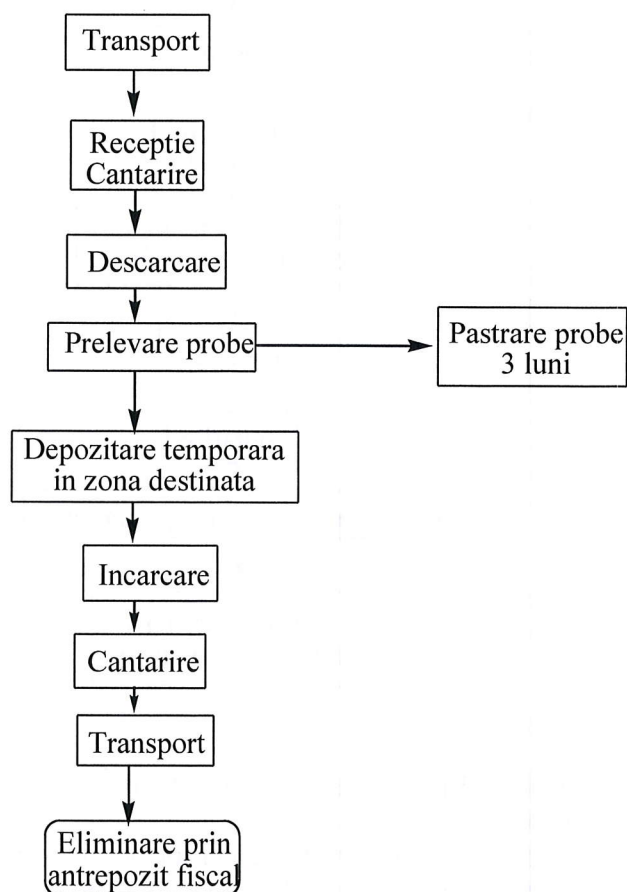 Transport
Receptie
Cantarire
Descarcare
Prelevare probe
Pastrare probe
3 luni
Depozitare temporara
in zona destinata
Incarcare
Cantarire
Transport
Eliminare prin
antrepozit fiscal